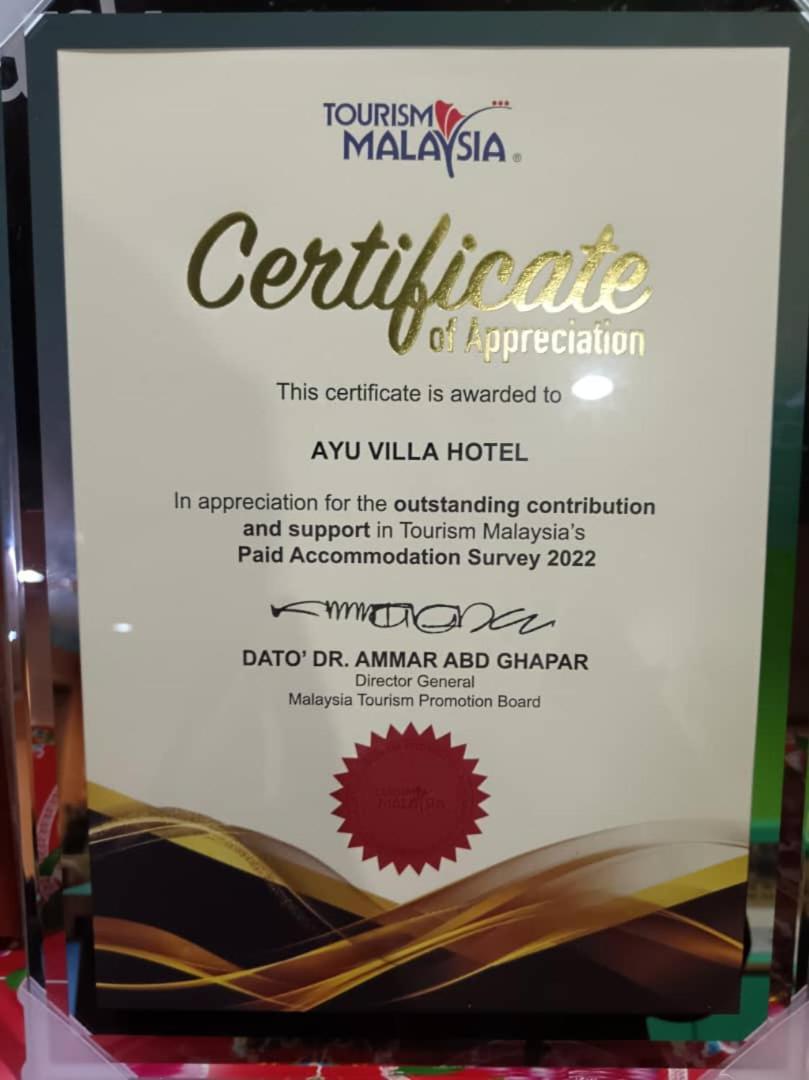 TOURISM
MALAYSIA ®
Certificate
of Appreciation
This certificate is awarded to
AYU VILLA HOTEL
In appreciation for the outstanding contribution
and support in Tourism Malaysia’s
Paid Accommodation Survey 2022
DATO’ DR. AMMAR ABD GHAPAR
Director General
Malaysia Tourism Promotion Board
TOURISM
MALAYSIA